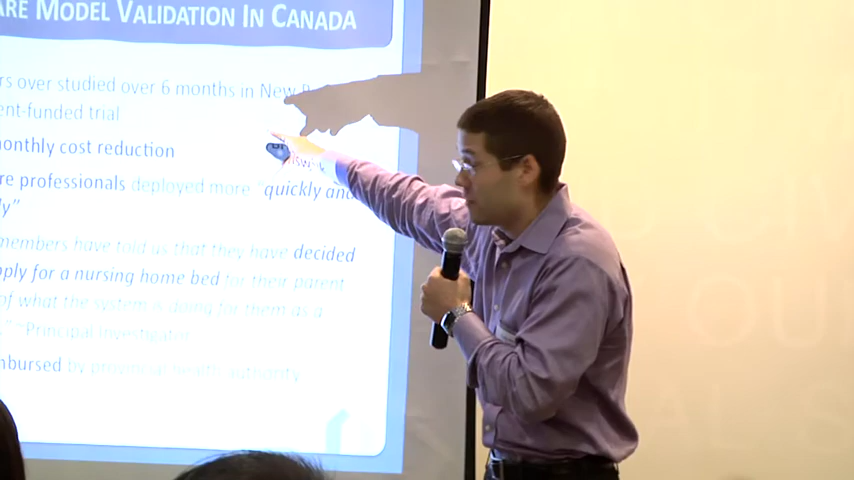 ARE MODEL VALIDATION IN CANADA
rs over studied over 6 months in New
ent-funded trial
monthly cost reduction
re professionals deployed more "quickly and
ly"
members have told us that they have decided
pply for a nursing home bed for their parent
of what the system is doing for them as a
" ~Principal Investigator
mbursed by provincial health authority